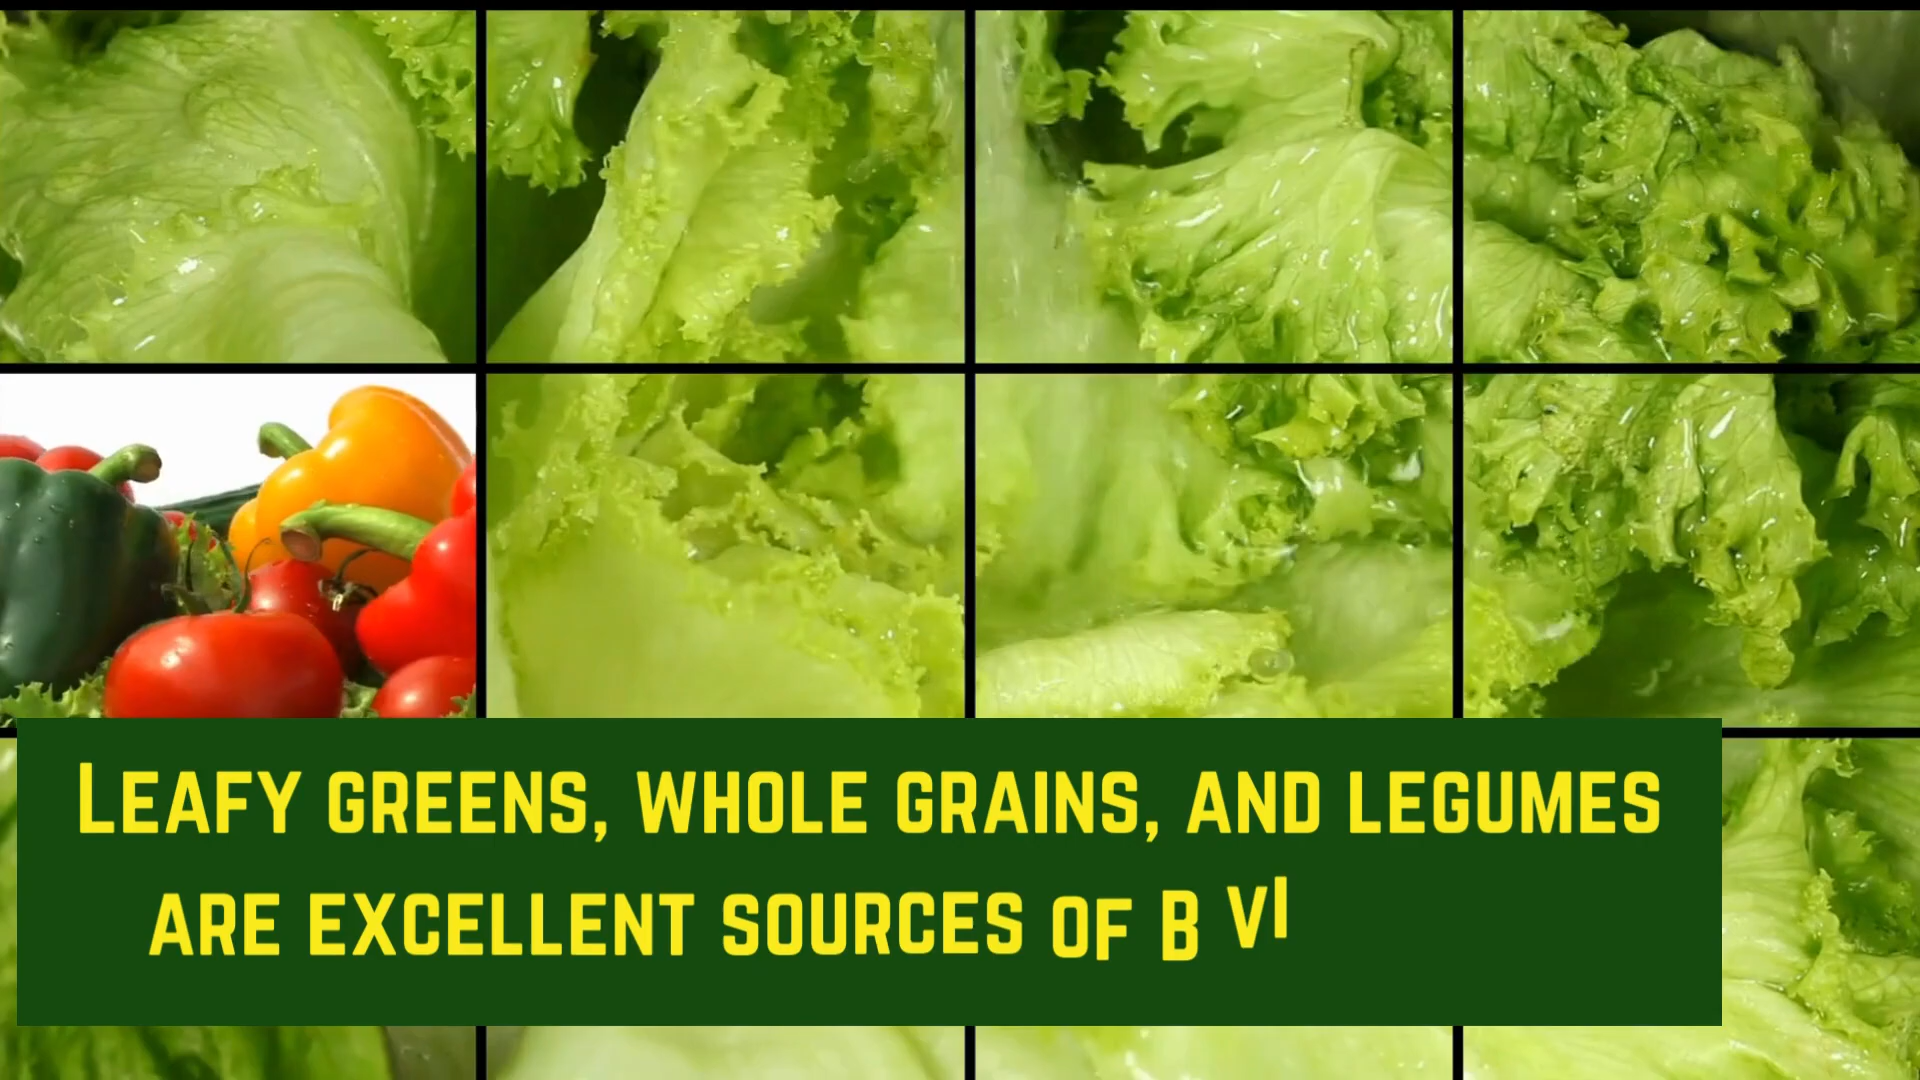 Leafy greens, whole grains, and legumes
are excellent sources of B vi